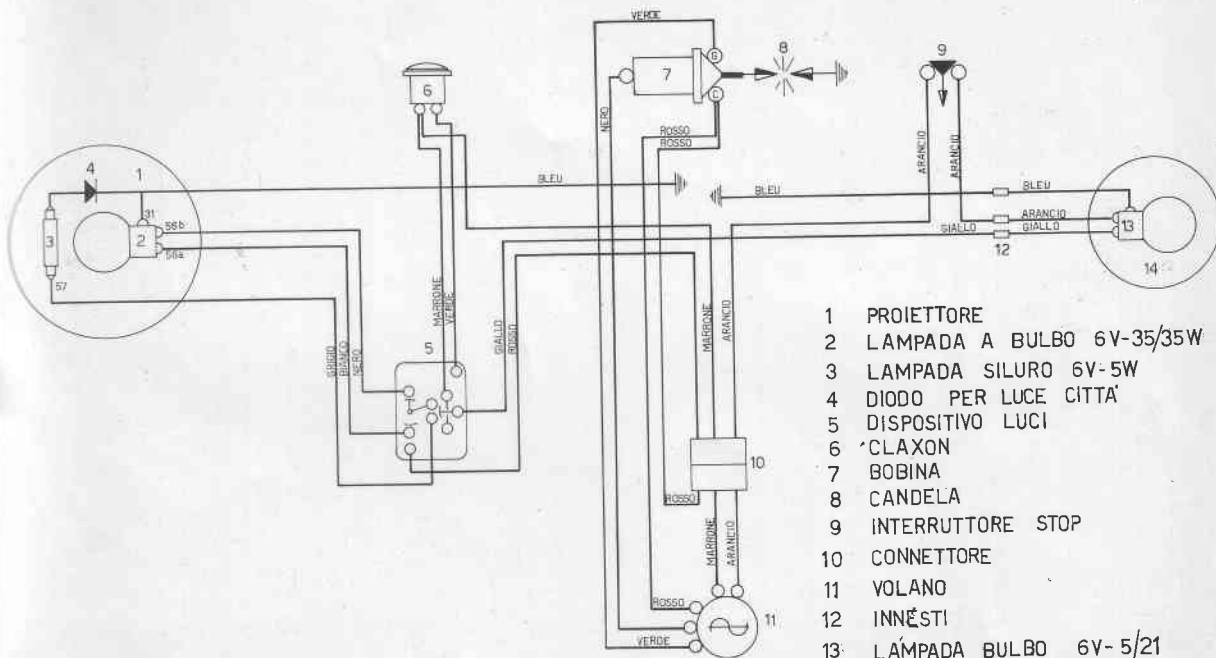 VERDE
8
9
7
G
C
6
NERO
ROSSO
ROSSO
ARANCIO
ARANCIO
4
1
BLEU
BLEU
BLEU
31
56b
3
2
56a
ARANCIO
GIALLO
GIALLO
13
12
57
14
MARRONE
VERDE
MARRONE
ARANCIO
GRIGIO
BIANCO
NERO
5
GIALLO
ROSSO
10
ROSSO
MARRONE
ARANCIO
ROSSO
11
VERDE
1 PROIETTORE
2 LAMPADA A BULBO 6V-35/35W
3 LAMPADA SILURO 6V-5W
4 DIODO PER LUCE CITTA'
5 DISPOSITIVO LUCI
6 CLAXON
7 BOBINA
8 CANDELA
9 INTERRUTTORE STOP
10 CONNETTORE
11 VOLANO
12 INNESTI
13 LAMPADA BULBO 6V-5/21